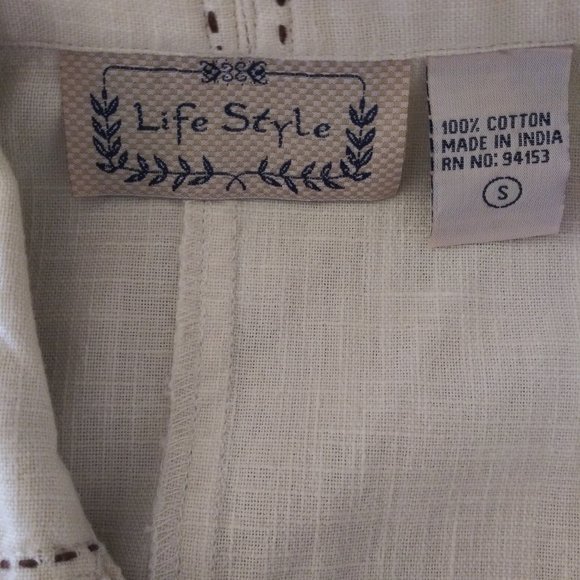 Life Style
100% COTTON
MADE IN INDIA
RN NO: 94153
S